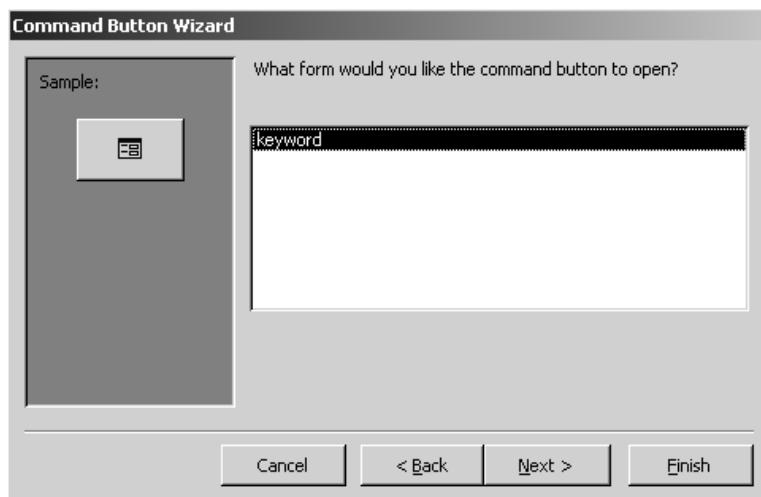 Command Button Wizard
Sample:
What form would you like the command button to open?
keyword
Cancel
< Back
Next >
Finish